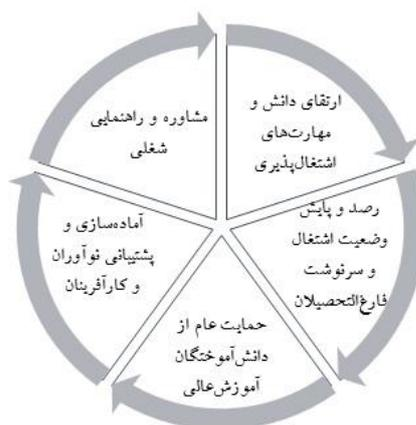 ارتقای دانش و
مهارت‌های
اشتغال‌پذیری
رصد و پایش
وضعیت اشتغال
و سرنوشت
فارغ‌التحصیلان
حمایت عام از
دانش‌آموختگان
آموزش‌عالی
آماده‌سازی و
پشتیبانی نوآوران
و کارآفرینان
مشاوره و راهنمایی
شغلی